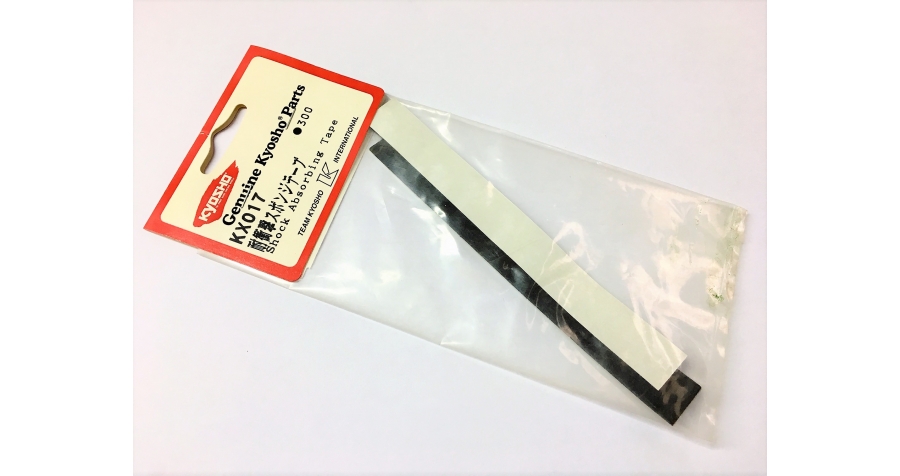 KYOSHO
Genuine Kyosho® Parts
KX017 ●300
耐衝撃スポンジテープ
Shock Absorbing Tape
TEAM KYOSHO K INTERNATIONAL